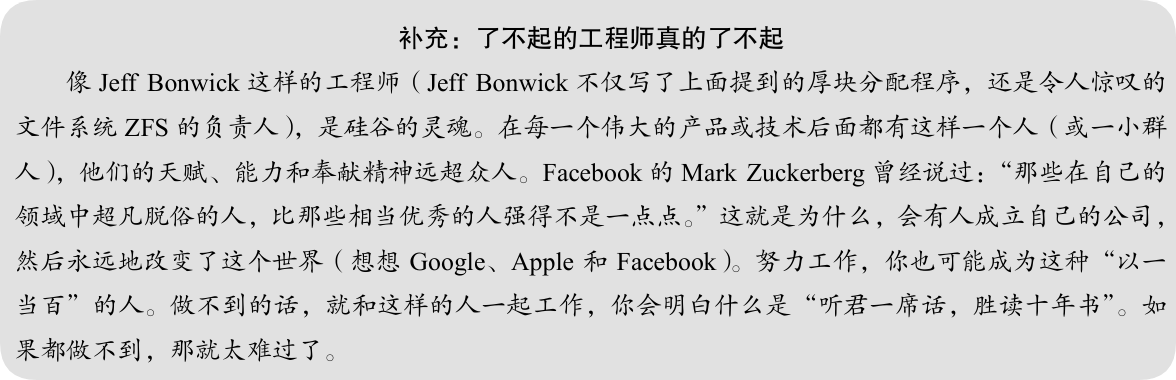 补充：了不起的工程师真的了不起
像 Jeff Bonwick 这样的工程师（Jeff Bonwick 不仅写了上面提到的厚块分配程序，还是令人惊叹的
文件系统 ZFS 的负责人），是硅谷的灵魂。在每一个伟大的产品或技术后面都有这样一个人（或一小群
人），他们的天赋、能力和奉献精神远超众人。Facebook 的 Mark Zuckerberg 曾经说过：“那些在自己的
领域中超凡脱俗的人，比那些相当优秀的人强得不是一点点。”这就是为什么，会有人成立自己的公司，
然后永远地改变了这个世界（想想 Google、Apple 和 Facebook）。努力工作，你也可能成为这种“以一
当百”的人。做不到的话，就和这样的人一起工作，你会明白什么是“听君一席话，胜读十年书”。如
果都做不到，那就太难过了。